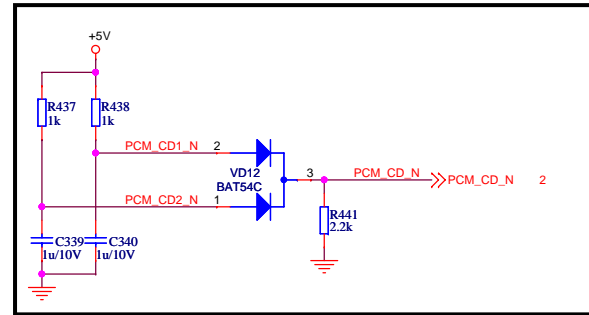 +5V
R437
1k
R438
1k
PCM_CD1_N
2
VD12
BAT54C
3
PCM_CD_N
PCM_CD_N
2
PCM_CD2_N
1
R441
2.2k
C339
1u/10V
C340
1u/10V